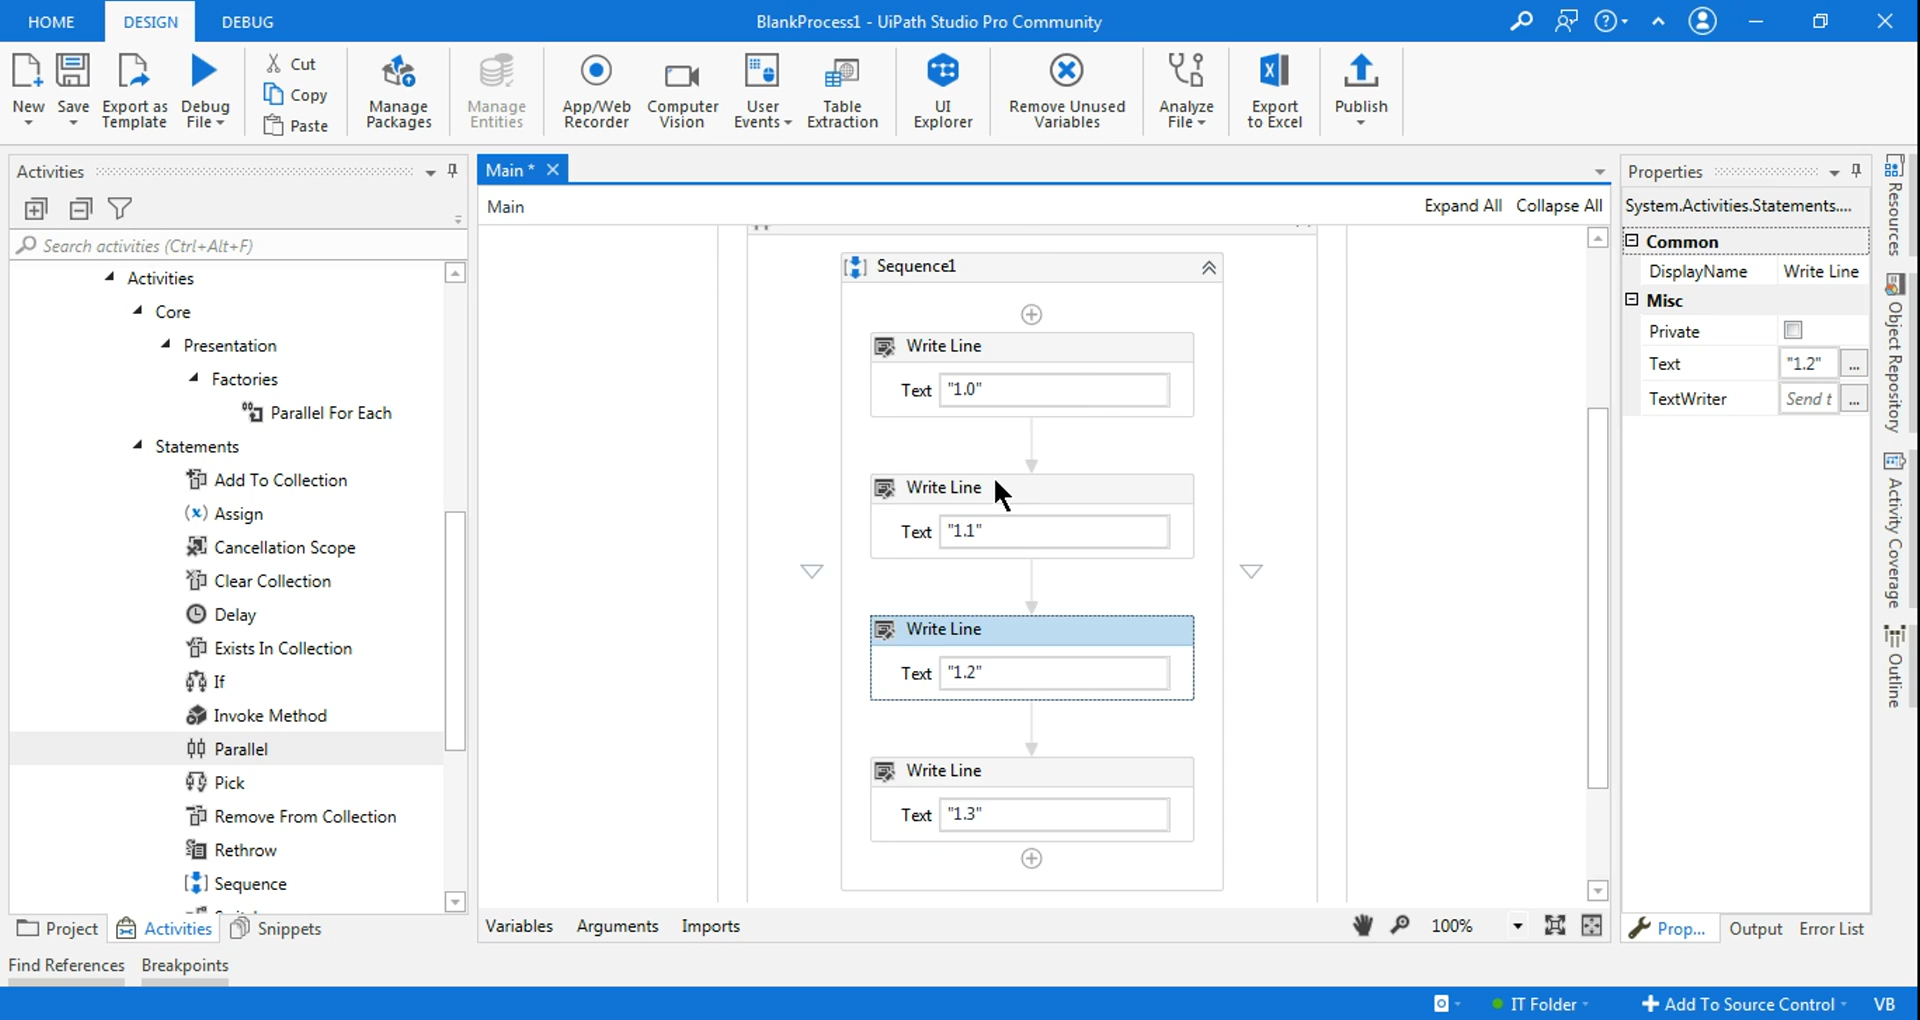 HOME DESIGN DEBUG BlankProcess1 - UiPath Studio Pro Community
New Save Export as Template Debug File Cut Copy Paste Manage Packages Manage Entities App/Web Recorder Computer Vision User Events Table Extraction UI Explorer Remove Unused Variables Analyze File Export to Excel Publish
Activities
Search activities (Ctrl+Alt+F)
Activities
Core
Presentation
Factories
Parallel For Each
Statements
Add To Collection
Assign
Cancellation Scope
Clear Collection
Delay
Exists In Collection
If
Invoke Method
Parallel
Pick
Remove From Collection
Rethrow
Sequence
Project Activities Snippets
Main *
Main Expand All Collapse All
Sequence1
Write Line
Text "1.0"
Write Line
Text "1.1"
Write Line
Text "1.2"
Write Line
Text "1.3"
Variables Arguments Imports 100%
Properties
System.Activities.Statements....
Common
DisplayName Write Line
Misc
Private
Text "1.2" ...
TextWriter Send t ...
Prop... Output Error List
Resources
Object Repository
Activity Coverage
Outline
Find References Breakpoints
IT Folder Add To Source Control VB